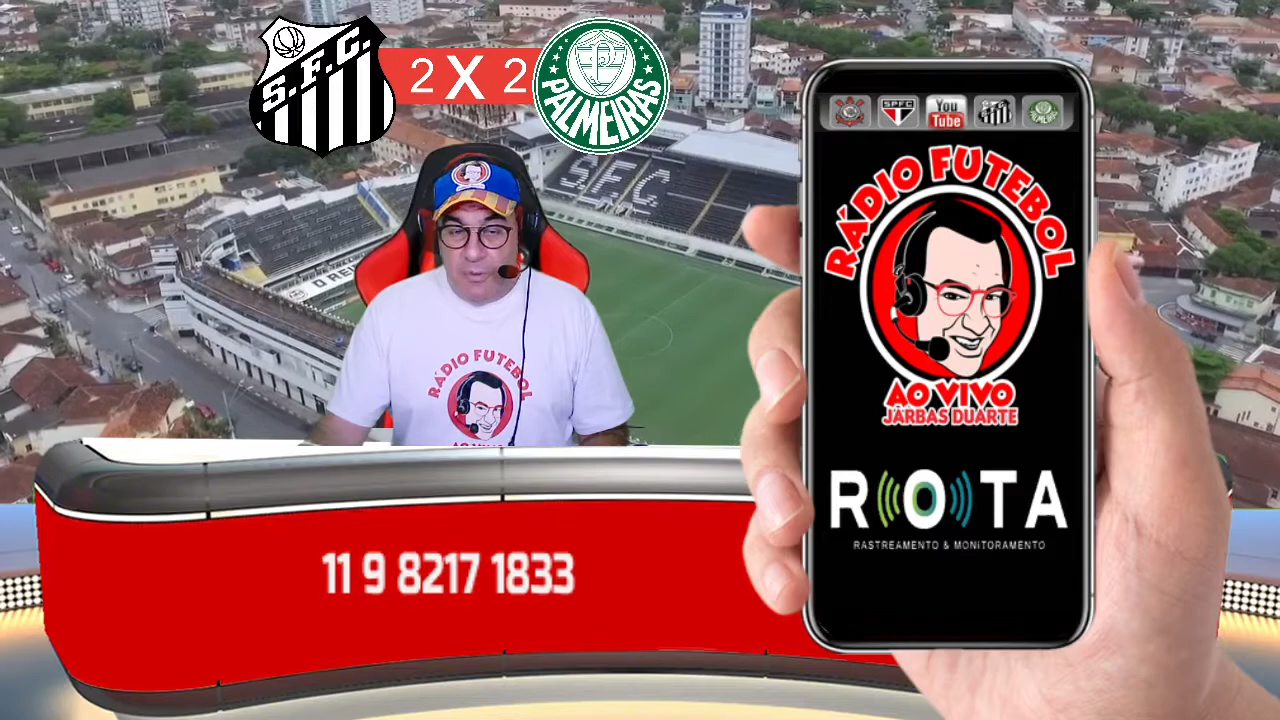 S.F.C.
2 X 2
PALMEIRAS
SPFC
You
Tube
RÁDIO FUTEBOL
AO VIVO
JARBAS DUARTE
ROTA
RASTREAMENTO & MONITORAMENTO
S.F.C
RÁDIO FUTEBOL
11 9 8217 1833